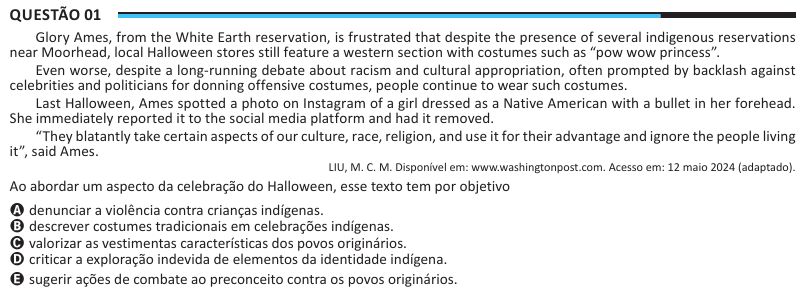 QUESTÃO 01
Glory Ames, from the White Earth reservation, is frustrated that despite the presence of several indigenous reservations
near Moorhead, local Halloween stores still feature a western section with costumes such as “pow wow princess”.
Even worse, despite a long-running debate about racism and cultural appropriation, often prompted by backlash against
celebrities and politicians for donning offensive costumes, people continue to wear such costumes.
Last Halloween, Ames spotted a photo on Instagram of a girl dressed as a Native American with a bullet in her forehead.
She immediately reported it to the social media platform and had it removed.
“They blatantly take certain aspects of our culture, race, religion, and use it for their advantage and ignore the people living
it”, said Ames.
LIU, M. C. M. Disponível em: www.washingtonpost.com. Acesso em: 12 maio 2024 (adaptado).
Ao abordar um aspecto da celebração do Halloween, esse texto tem por objetivo
A denunciar a violência contra crianças indígenas.
B descrever costumes tradicionais em celebrações indígenas.
C valorizar as vestimentas características dos povos originários.
D criticar a exploração indevida de elementos da identidade indígena.
E sugerir ações de combate ao preconceito contra os povos originários.